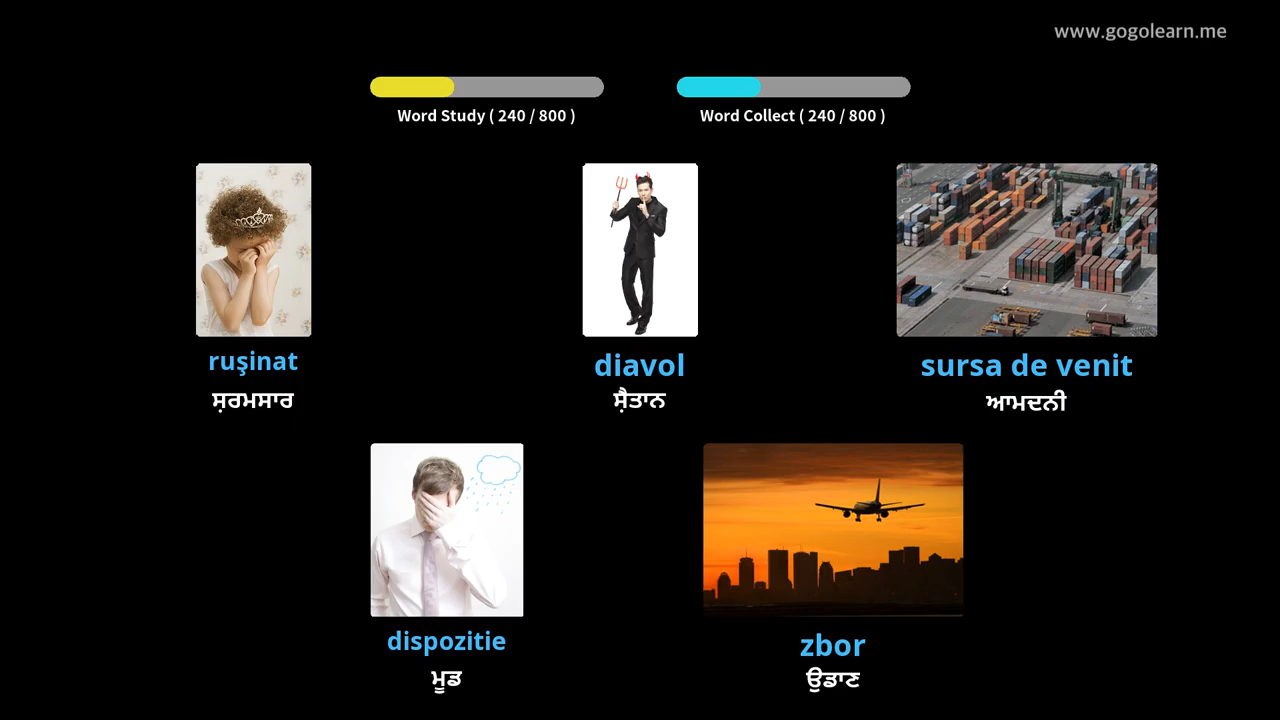 www.gogolearn.me
Word Study ( 240 / 800 )
Word Collect ( 240 / 800 )
ruşinat
ਸ਼ਰਮਸਾਰ
diavol
ਸ਼ੈਤਾਨ
sursa de venit
ਆਮਦਨੀ
dispozitie
ਮੂਡ
zbor
ਉਡਾਣ